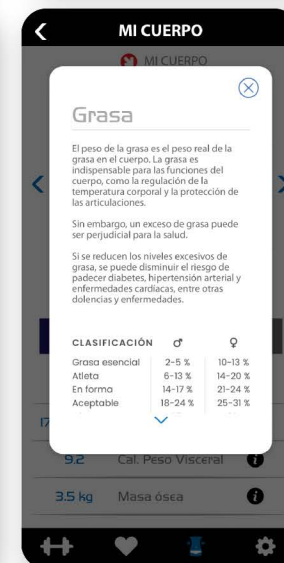 MI CUERPO
MI CUERPO
Grasa
El peso de la grasa es el peso real de la
grasa en el cuerpo. La grasa es
indispensable para las funciones del
cuerpo, como la regulación de la
temperatura corporal y la protección de
las articulaciones.
Sin embargo, un exceso de grasa puede
ser perjudicial para la salud.
Si se reducen los niveles excesivos de
grasa, se puede disminuir el riesgo de
padecer diabetes, hipertensión arterial y
enfermedades cardíacas, entre otras
dolencias y enfermedades.
CLASIFICACIÓN ♂ ♀
Grasa esencial 2-5 % 10-13 %
Atleta 6-13 % 14-20 %
En forma 14-17 % 21-24 %
Aceptable 18-24 % 25-31 %
17
9.2 Cal. Peso Visceral
3.5 kg Masa ósea